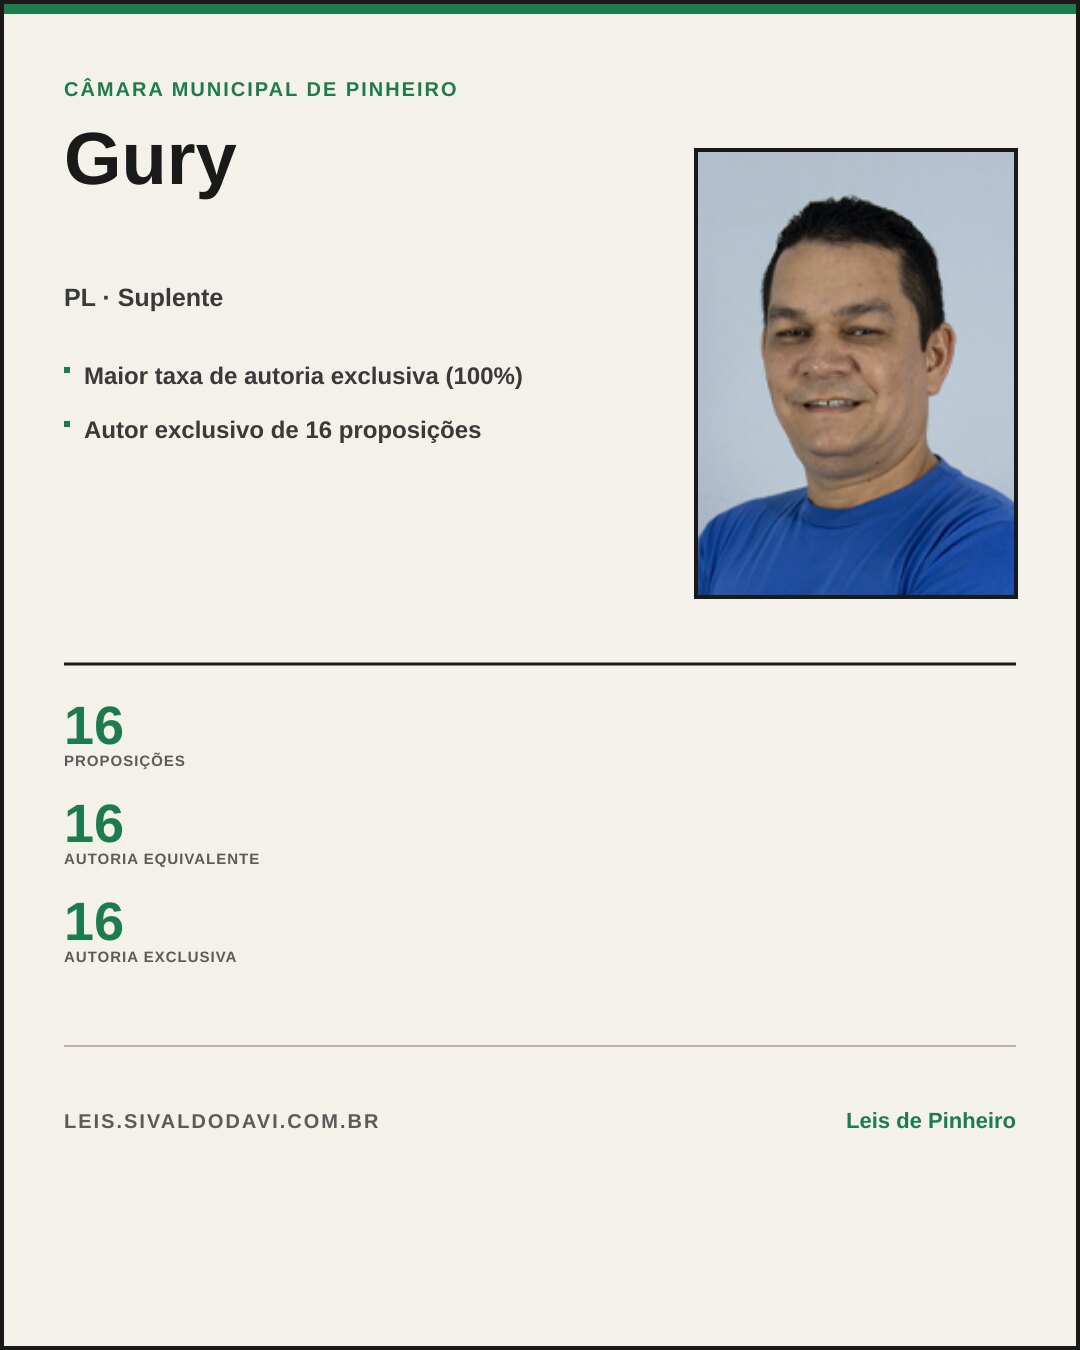 CÂMARA MUNICIPAL DE PINHEIRO
Gury
PL · Suplente
Maior taxa de autoria exclusiva (100%)
Autor exclusivo de 16 proposições
16
PROPOSIÇÕES
16
AUTORIA EQUIVALENTE
16
AUTORIA EXCLUSIVA
LEIS.SIVALDODAVI.COM.BR
Leis de Pinheiro